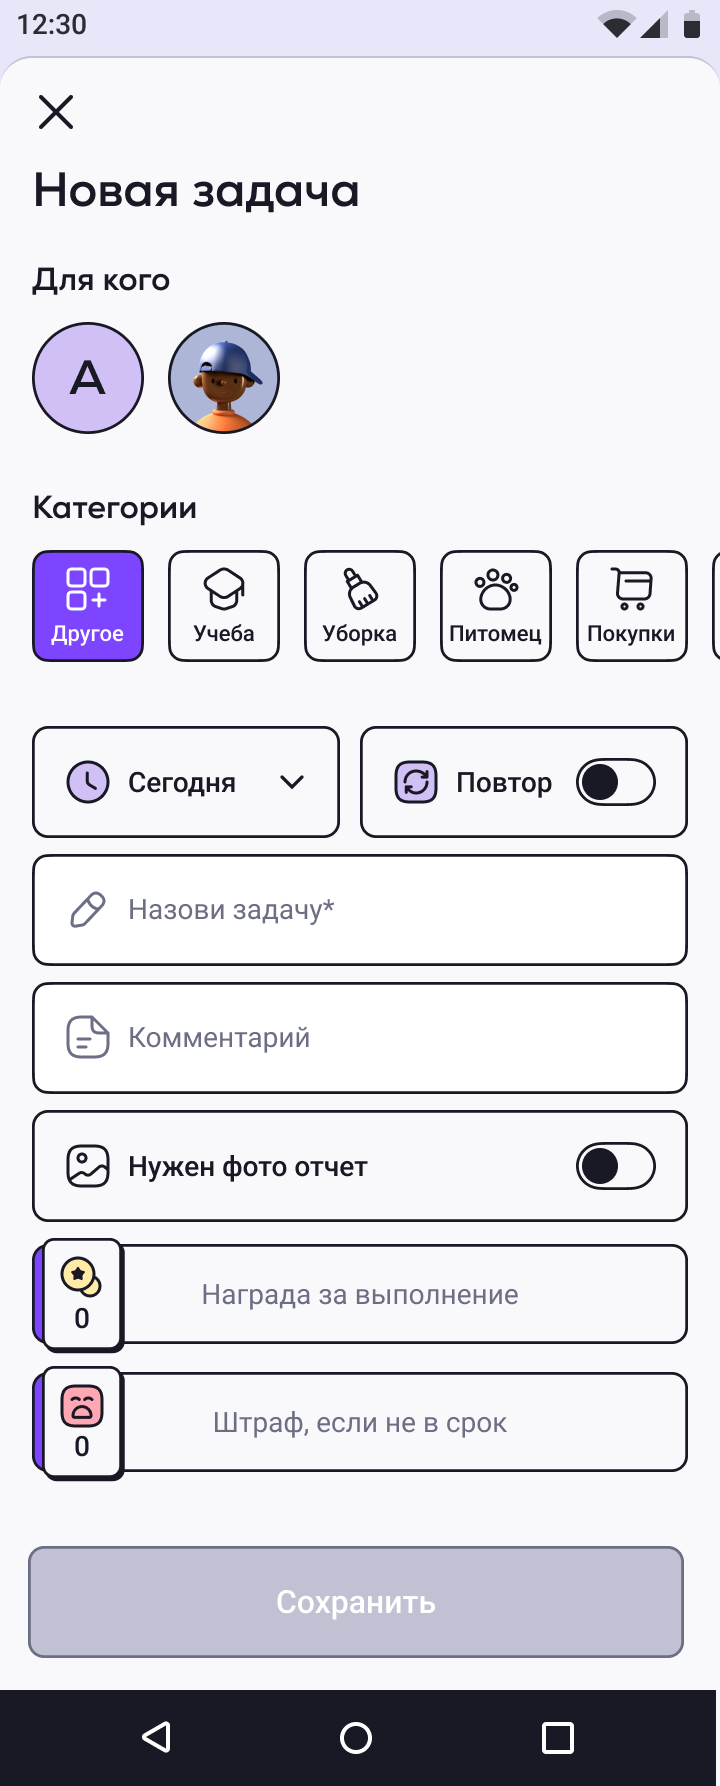 12:30
Новая задача
Для кого
A
Категории
Другое
Учеба
Уборка
Питомец
Покупки
Сегодня
Повтор
Назови задачу*
Комментарий
Нужен фото отчет
0
Награда за выполнение
0
Штраф, если не в срок
Сохранить